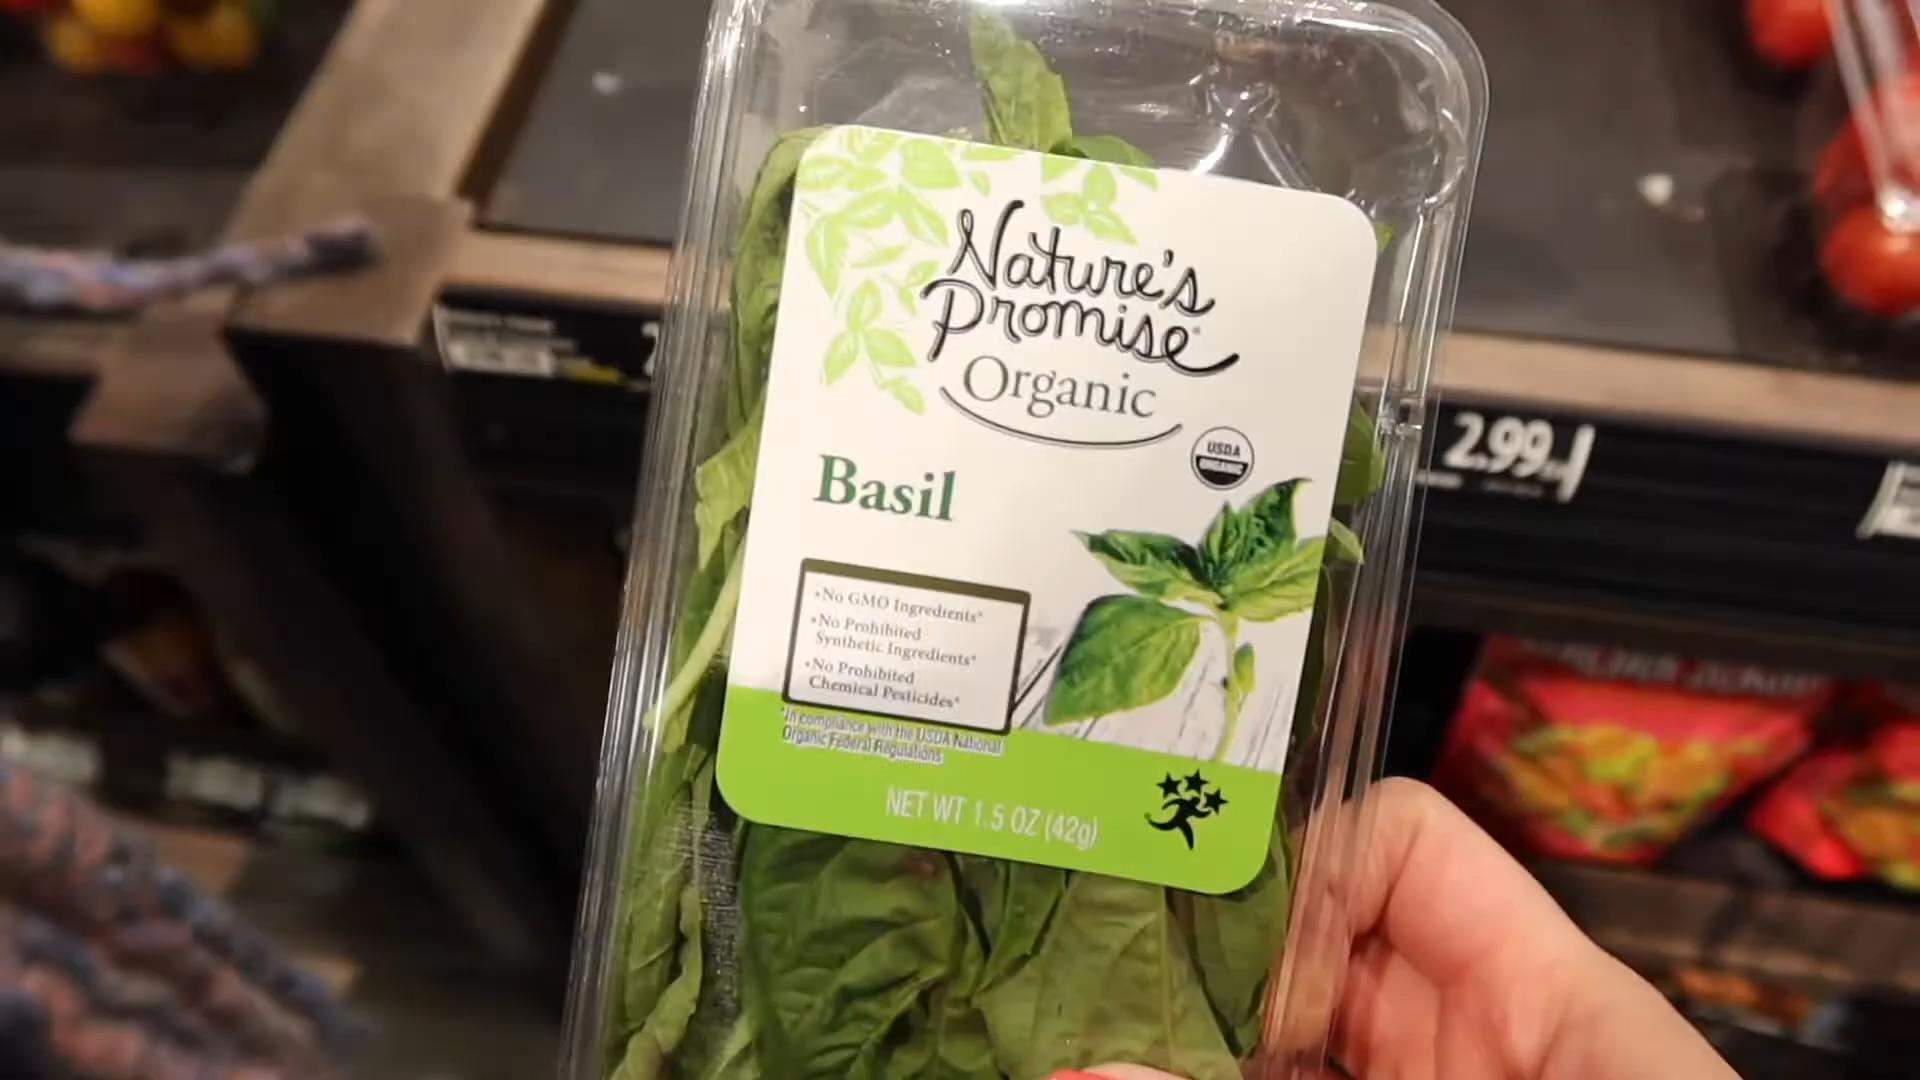 Nature's
Promise
Organic
USDA
ORGANIC
Basil
•No GMO Ingredients*
•No Prohibited
Synthetic Ingredients*
•No Prohibited
Chemical Pesticides*
*In compliance with the USDA National
Organic Federal Regulations
NET WT 1.5 OZ (42g)
2.99